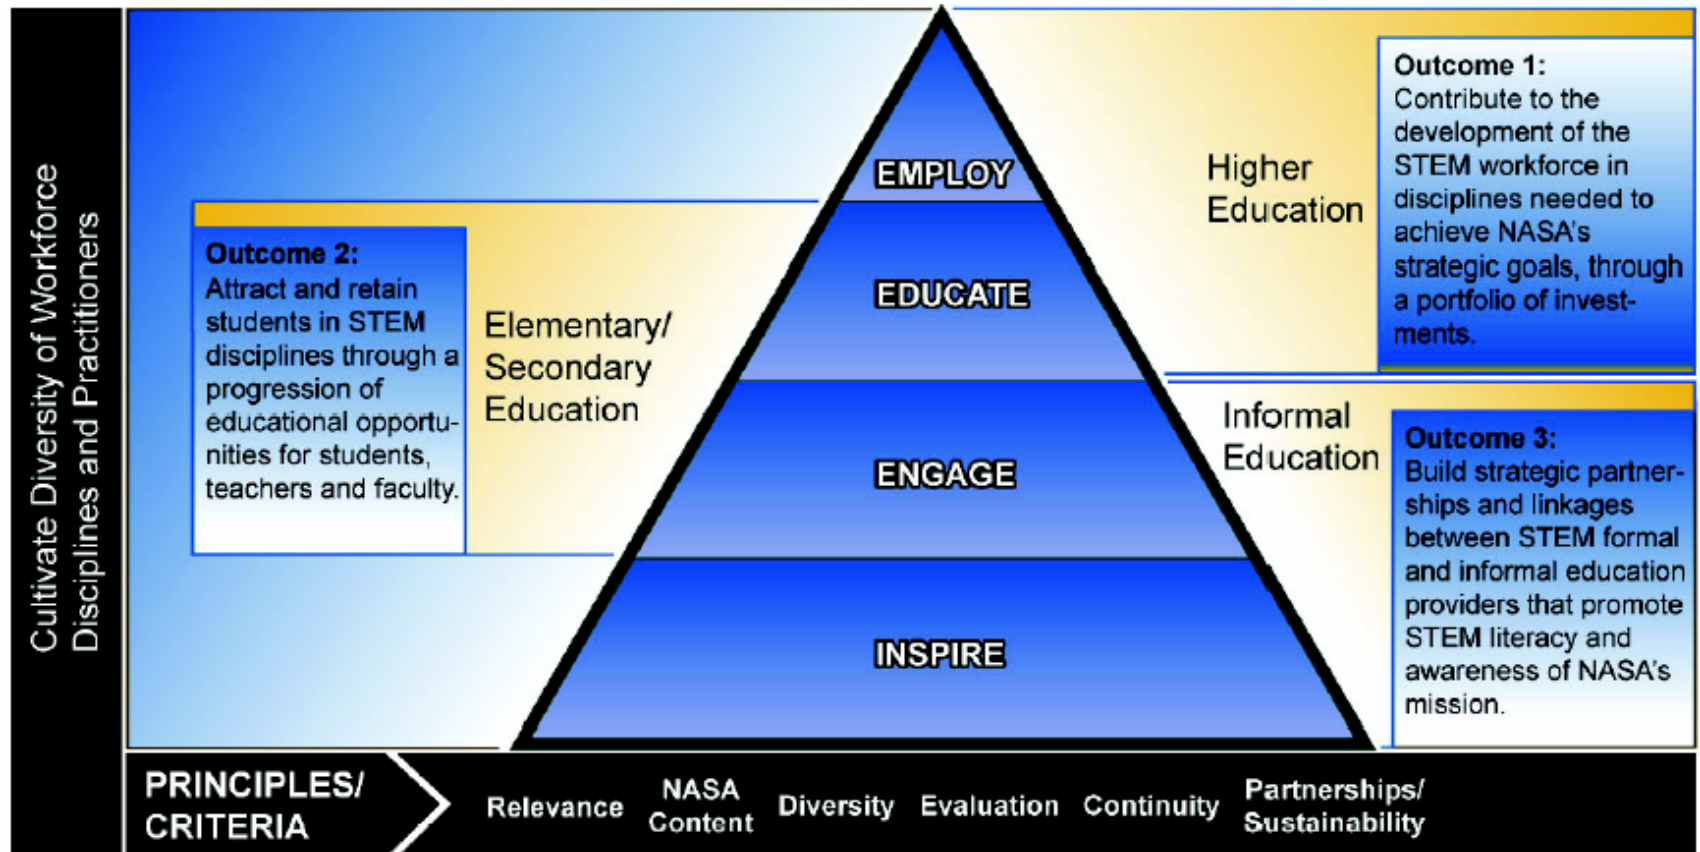 Cultivate Diversity of Workforce
Disciplines and Practitioners
Outcome 2:
Attract and retain
students in STEM
disciplines through a
progression of
educational opportu-
nities for students,
teachers and faculty.
Elementary/
Secondary
Education
EMPLOY
EDUCATE
ENGAGE
INSPIRE
Higher
Education
Outcome 1:
Contribute to the
development of the
STEM workforce in
disciplines needed to
achieve NASA's
strategic goals, through
a portfolio of invest-
ments.
Informal
Education
Outcome 3:
Build strategic partner-
ships and linkages
between STEM formal
and informal education
providers that promote
STEM literacy and
awareness of NASA's
mission.
PRINCIPLES/
CRITERIA
Relevance
NASA
Content
Diversity
Evaluation
Continuity
Partnerships/
Sustainability